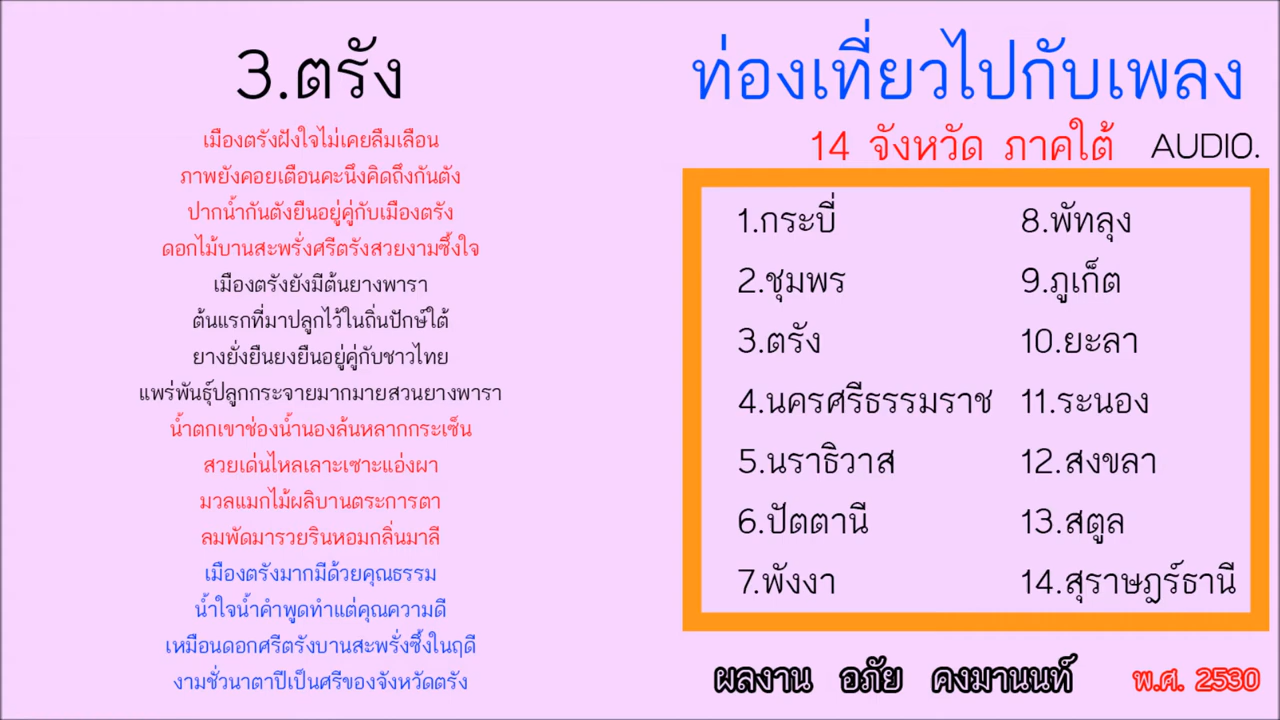 3.ตรัง
เมืองตรังฝังใจไม่เคยลืมเลือน
ภาพยังคอยเตือนคะนึงคิดถึงกันตัง
ปากน้ำกันตังยืนอยู่คู่กับเมืองตรัง
ดอกไม้บานสะพรั่งศรีตรังสวยงามซึ้งใจ
เมืองตรังยังมีต้นยางพารา
ต้นแรกที่มาปลูกไว้ในถิ่นปักษ์ใต้
ยางยั่งยืนยงยืนอยู่คู่กับชาวไทย
แพร่พันธุ์ปลูกกระจายมากมายสวนยางพารา
น้ำตกเขาช่องน้ำนองล้นหลากกระเซ็น
สวยเด่นไหลเลาะเซาะแอ่งผา
มวลแมกไม้ผลิบานตระการตา
ลมพัดมารวยรินหอมกลิ่นมาลี
เมืองตรังมากมีด้วยคุณธรรม
น้ำใจน้ำคำพูดทำแต่คุณความดี
เหมือนดอกศรีตรังบานสะพรั่งซึ้งในฤดี
งามชั่วนาตาปีเป็นศรีของจังหวัดตรัง
ท่องเที่ยวไปกับเพลง
14 จังหวัด ภาคใต้ AUDIO.
1.กระบี่
2.ชุมพร
3.ตรัง
4.นครศรีธรรมราช
5.นราธิวาส
6.ปัตตานี
7.พังงา
8.พัทลุง
9.ภูเก็ต
10.ยะลา
11.ระนอง
12.สงขลา
13.สตูล
14.สุราษฎร์ธานี
ผลงาน อภัย คงมานนท์ พ.ศ. 2530